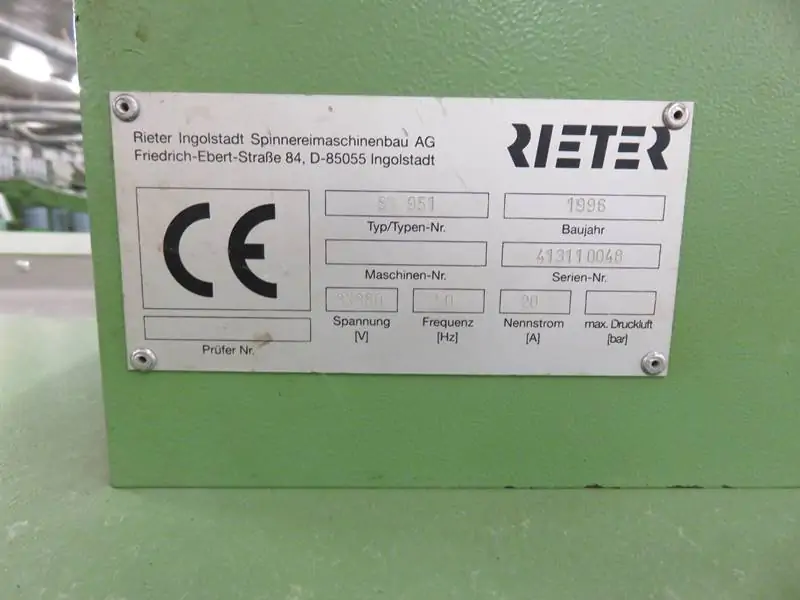 Rieter Ingolstadt Spinnereimaschinenbau AG
Friedrich-Ebert-Straße 84, D-85055 Ingolstadt
RIETER
CE
951
Typ/Typen-Nr.
1996
Baujahr
Maschinen-Nr.
413110048
Serien-Nr.
Prüfer Nr.
Spannung
[V]
Frequenz
[Hz]
20
Nennstrom
[A]
max. Druckluft
[bar]